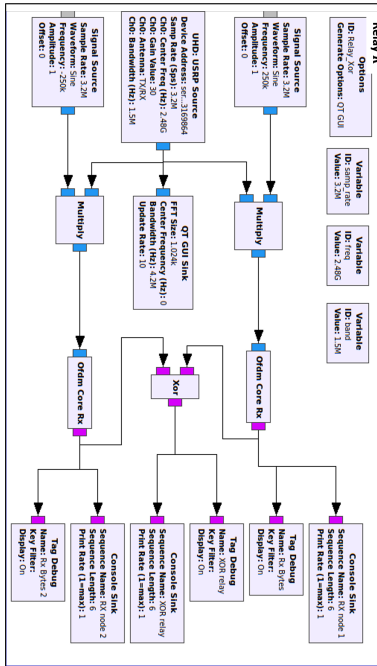 Relay A
Options
ID: Relay_Xor
Generate Options: QT GUI
Variable
ID: samp_rate
Value: 3.2M
Variable
ID: freq
Value: 2.48G
Variable
ID: band
Value: 1.5M
Signal Source
Sample Rate: 3.2M
Waveform: Sine
Frequency: 250k
Amplitude: 1
Offset: 0
Multiply
Ofdm Core Rx
Console Sink
Sequence Name: RX node 1
Sequence Length: 6
Print Rate (1=max): 1
Tag Debug
Name: Rx Bytes
Key Filter:
Display: On
UHD: USRP Source
Device Address: ser...3169864
Samp Rate (Sps): 3.2M
Ch0: Center Freq (Hz): 2.48G
Ch0: Gain Value: 30
Ch0: Antenna: TX/RX
Ch0: Bandwidth (Hz): 1.5M
QT GUI Sink
FFT Size: 1.024k
Center Frequency (Hz): 0
Bandwidth (Hz): 4.2M
Update Rate: 10
Xor
Tag Debug
Name: XOR relay
Key Filter:
Display: On
Console Sink
Sequence Name: XOR relay
Sequence Length: 6
Print Rate (1=max): 1
Signal Source
Sample Rate: 3.2M
Waveform: Sine
Frequency: -250k
Amplitude: 1
Offset: 0
Multiply
Ofdm Core Rx
Console Sink
Sequence Name: RX node 2
Sequence Length: 6
Print Rate (1=max): 1
Tag Debug
Name: Rx Bytes 2
Key Filter:
Display: On